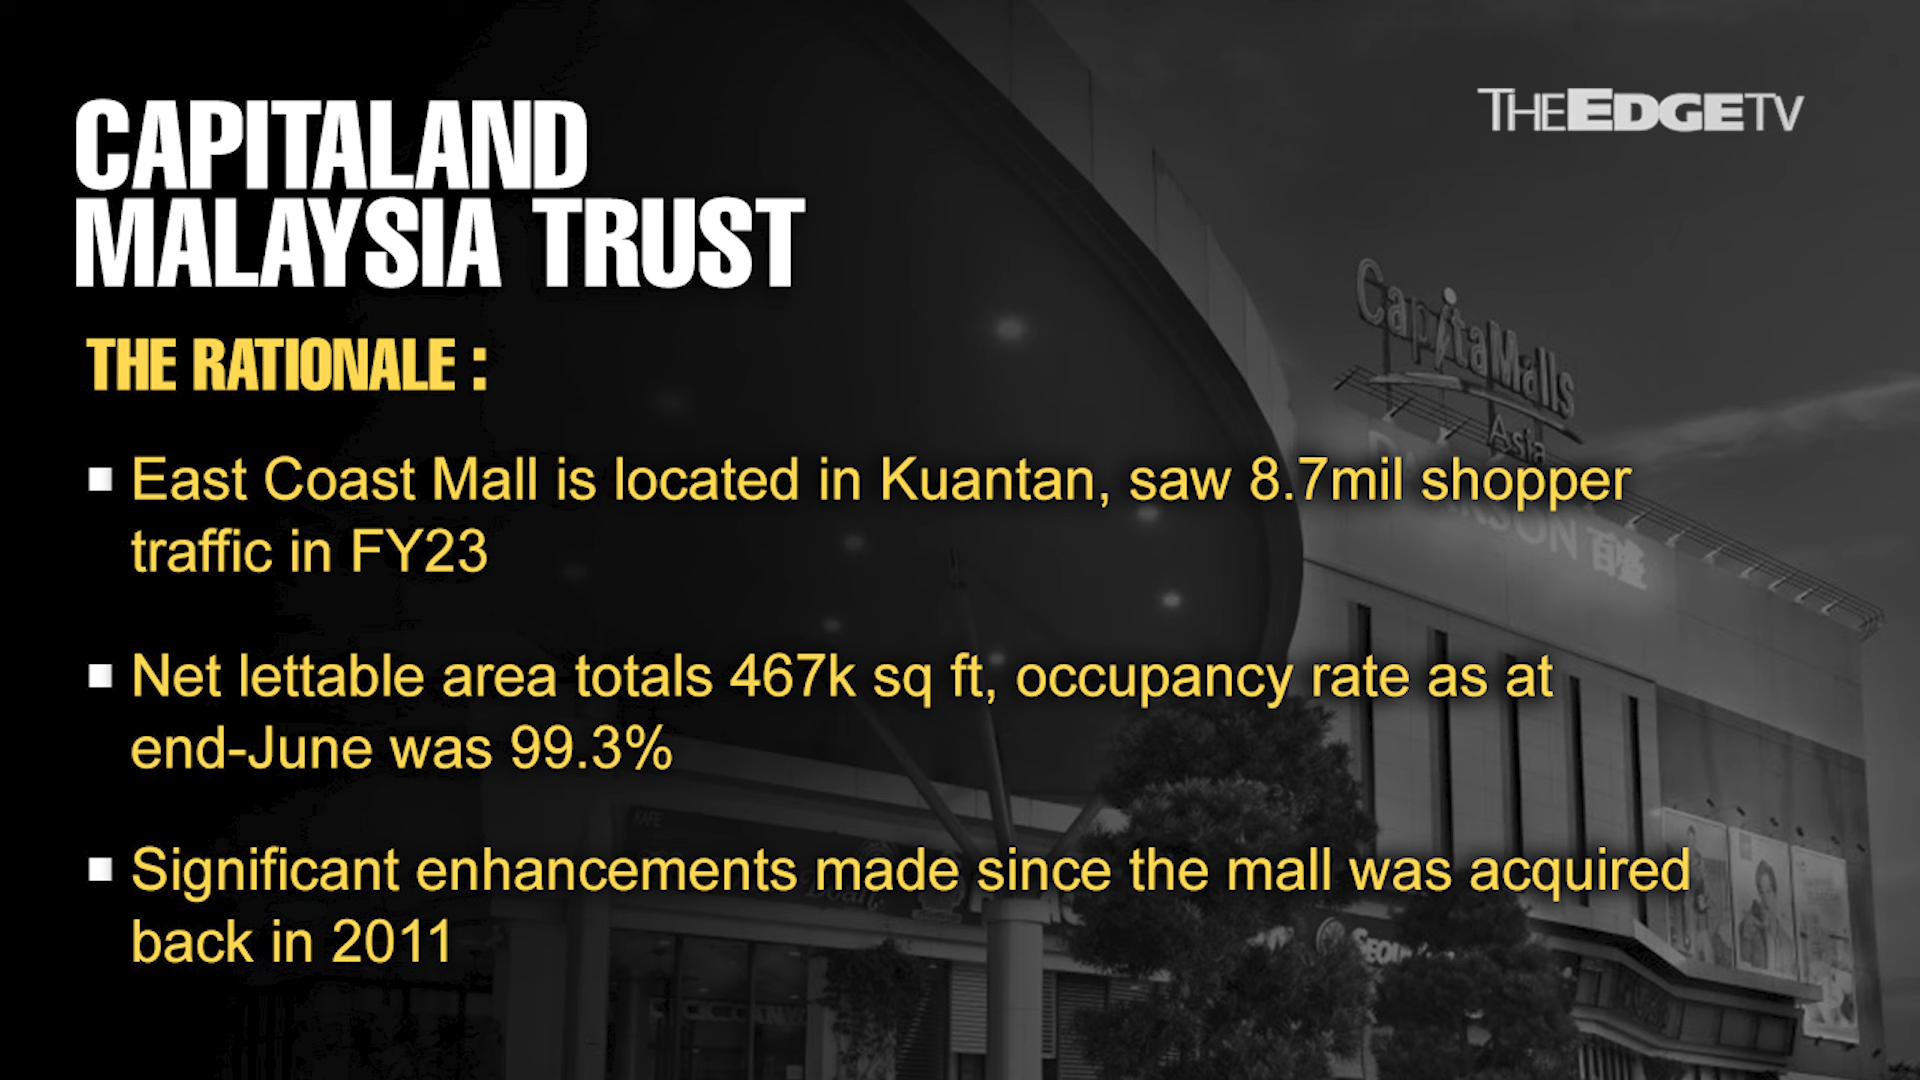 CAPITALAND
MALAYSIA TRUST
THEEDGETV
THE RATIONALE :
CapitaMalls
Asia
East Coast Mall is located in Kuantan, saw 8.7mil shopper
traffic in FY23
Net lettable area totals 467k sq ft, occupancy rate as at
end-June was 99.3%
KAFE
Significant enhancements made since the mall was acquired
back in 2011